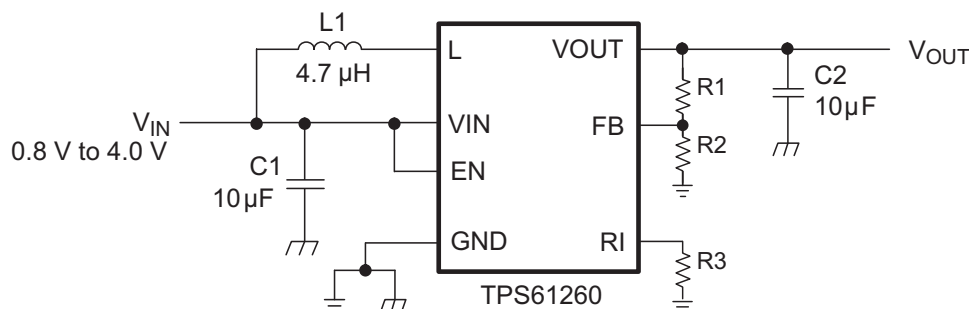 L1
4.7 µH
L
VOUT
VOUT
R1
C2
10µF
VIN
0.8 V to 4.0 V
VIN
FB
R2
C1
10µF
EN
GND
RI
R3
TPS61260